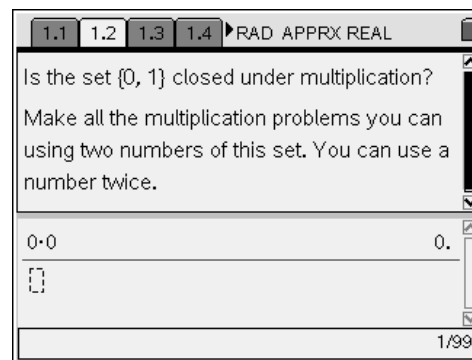 1.1 1.2 1.3 1.4 RAD APPRX REAL
Is the set {0, 1} closed under multiplication?
Make all the multiplication problems you can
using two numbers of this set. You can use a
number twice.
0·0 0.
1/99